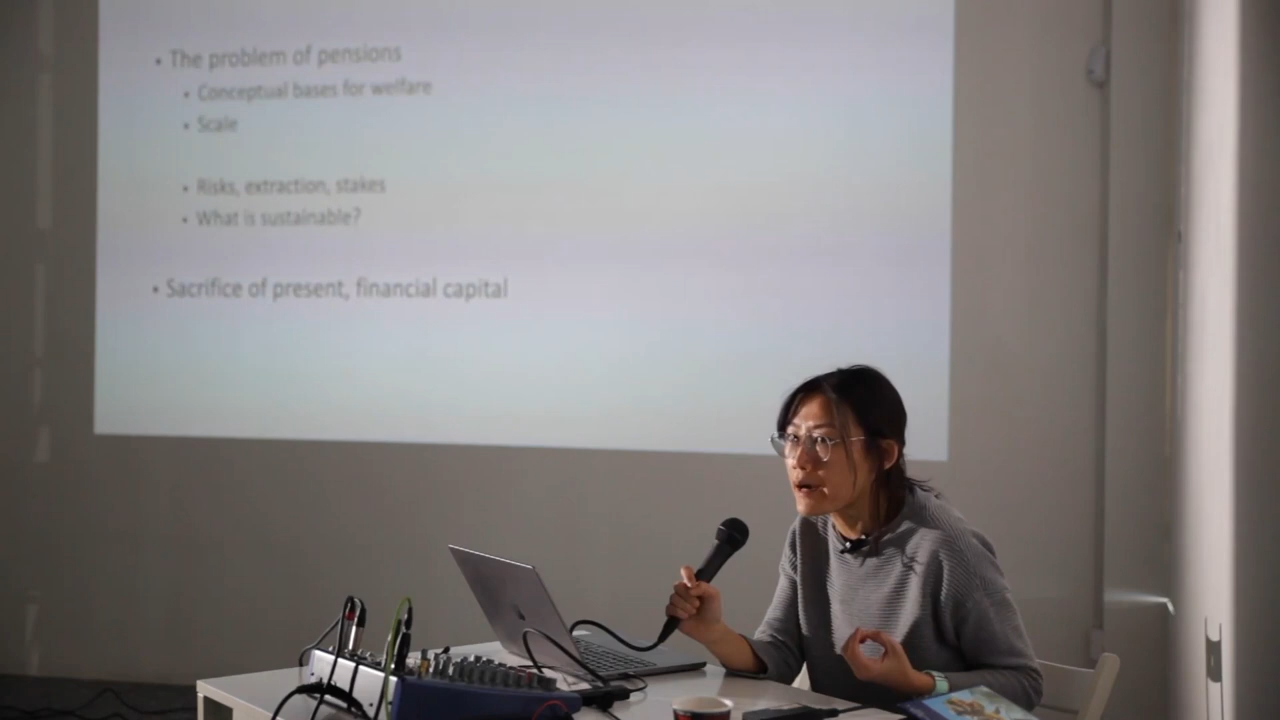 • The problem of pensions
• Conceptual bases for welfare
• Scale
• Risks, extraction, stakes
• What is sustainable?
• Sacrifice of present, financial capital